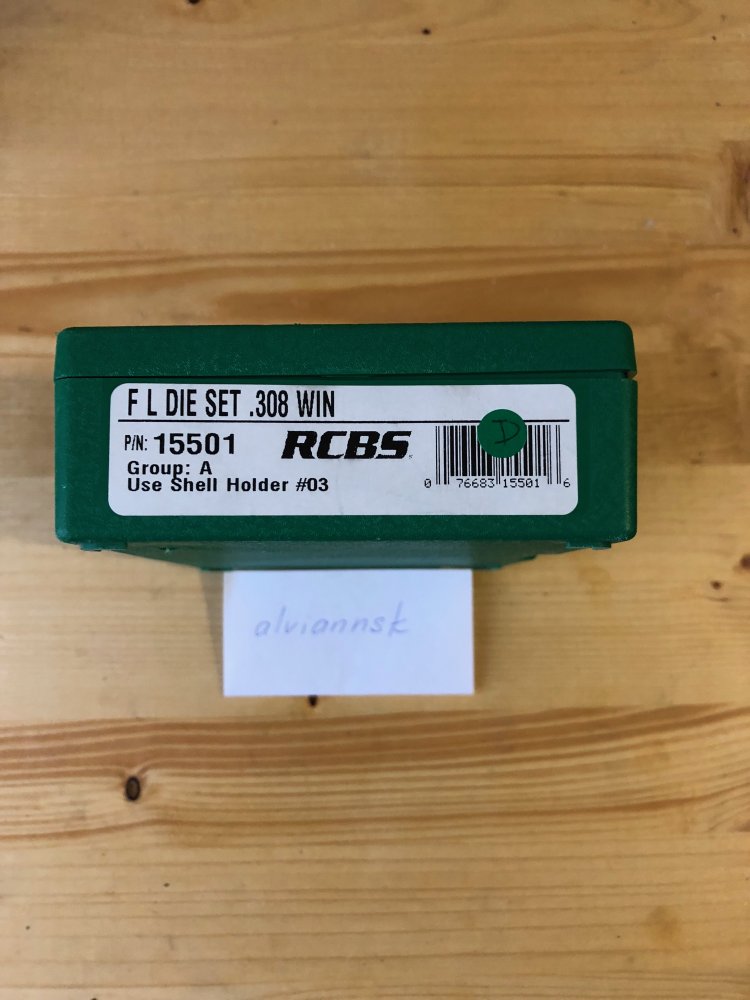 F L DIE SET .308 WIN
P/N: 15501
RCBS
D
Group: A
Use Shell Holder #03
0 76683 15501 6
alviannsk